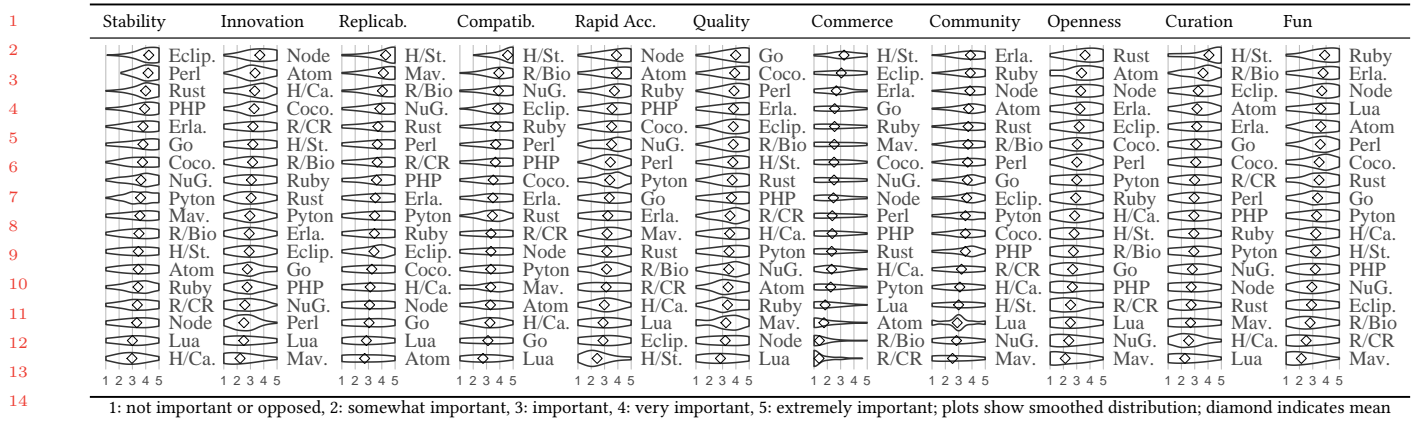 1
Stability Innovation Replicab. Compatib. Rapid Acc. Quality Commerce Community Openness Curation Fun
2
Eclip. Node H/St. H/St. Node Go H/St. Erla. Rust H/St. Ruby
3
Perl Atom Mav. R/Bio Atom Coco. Eclip. Ruby Atom R/Bio Erla.
Rust H/Ca. R/Bio NuG. Ruby Perl Erla. Node Node Eclip. Node
4
PHP Coco. NuG. Eclip. PHP Erla. Go Atom Erla. Atom Lua
5
Erla. R/CR Rust Ruby Coco. Eclip. Ruby Rust Eclip. Erla. Atom
Go H/St. Perl Perl NuG. R/Bio Mav. R/Bio Coco. Go Perl
6
Coco. R/Bio R/CR PHP Perl H/St. Coco. Perl Perl Coco. Coco.
NuG. Ruby PHP Coco. Pyton Rust NuG. Go Pyton R/CR Rust
7
Pyton Rust Erla. Erla. Go PHP Node Eclip. Ruby Perl Go
8
Mav. Pyton Pyton Rust Erla. R/CR Perl Pyton H/Ca. PHP Pyton
R/Bio Erla. Ruby R/CR Mav. H/Ca. PHP Coco. H/St. Ruby H/Ca.
9
H/St. Eclip. Eclip. Node Rust Pyton Rust PHP R/Bio Pyton H/St.
Atom Go Coco. Pyton R/Bio NuG. H/Ca. R/CR Go NuG. PHP
10
Ruby PHP H/Ca. Mav. R/CR Atom Pyton H/Ca. PHP Node NuG.
11
R/CR NuG. Node Atom H/Ca. Ruby Lua H/St. R/CR Rust Eclip.
Node Perl Go H/Ca. Lua Mav. Atom Lua Lua Mav. R/Bio
12
Lua Lua Lua Go Eclip. Node R/Bio NuG. NuG. H/Ca. R/CR
13
H/Ca. Mav. Atom Lua H/St. Lua R/CR Mav. Mav. Lua Mav.
1 2 3 4 5 1 2 3 4 5 1 2 3 4 5 1 2 3 4 5 1 2 3 4 5 1 2 3 4 5 1 2 3 4 5 1 2 3 4 5 1 2 3 4 5 1 2 3 4 5 1 2 3 4 5
14
1: not important or opposed, 2: somewhat important, 3: important, 4: very important, 5: extremely important; plots show smoothed distribution; diamond indicates mean